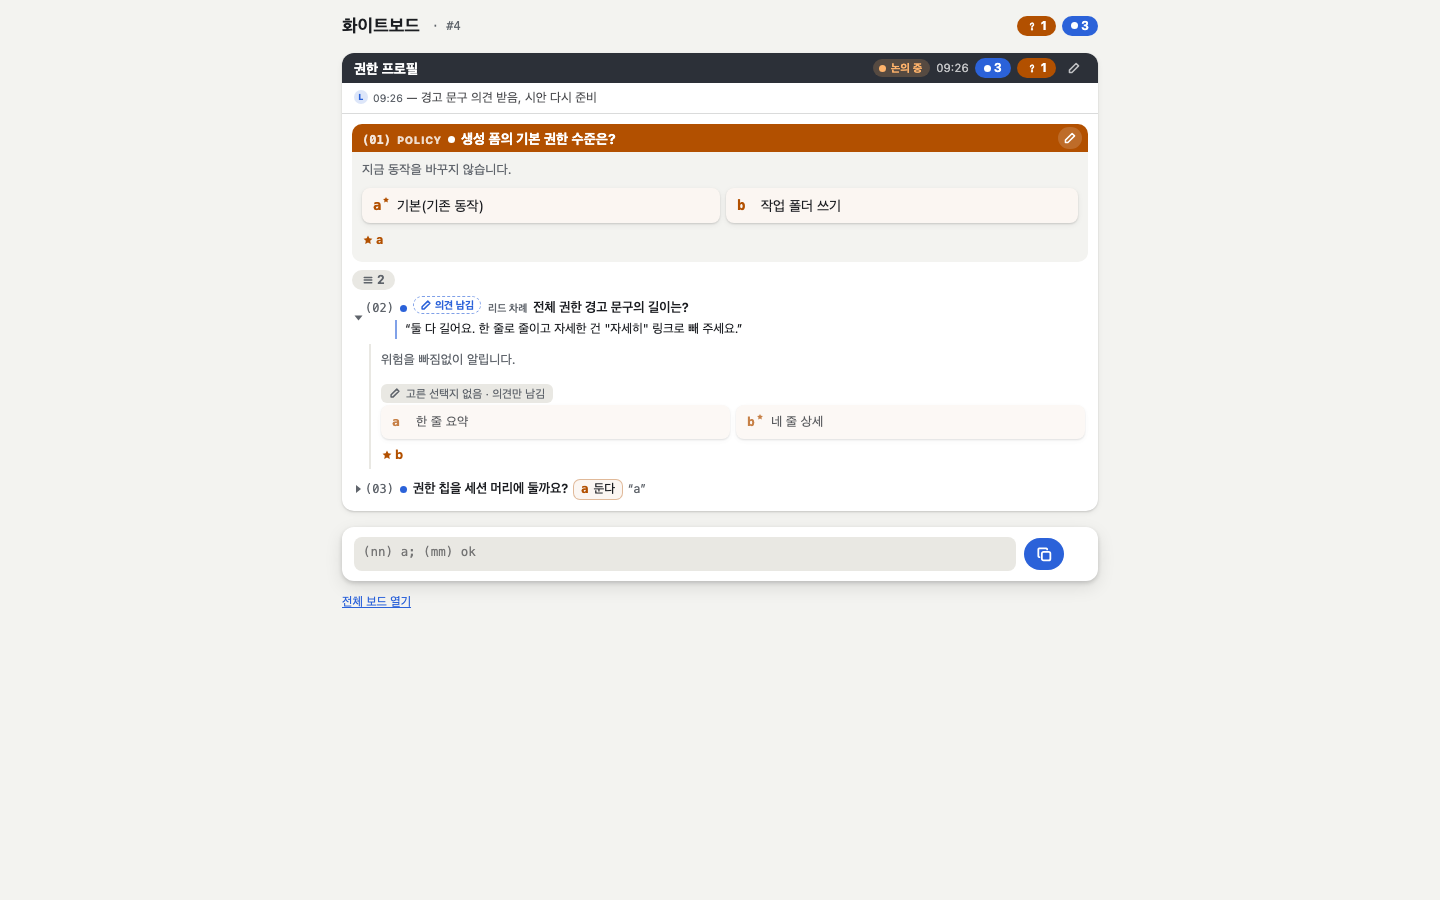 화이트보드 · #4 ? 1 3
권한 프로필 논의 중 09:26 3 ? 1
L 09:26 — 경고 문구 의견 받음, 시안 다시 준비
(01) POLICY 생성 폼의 기본 권한 수준은?
지금 동작을 바꾸지 않습니다.
a★ 기본(기존 동작) b 작업 폴더 쓰기
★ a
≡ 2
(02) 의견 남김 리드 차례 전체 권한 경고 문구의 길이는?
“둘 다 길어요. 한 줄로 줄이고 자세한 건 "자세히" 링크로 빼 주세요.”
위험을 빠짐없이 알립니다.
고른 선택지 없음 · 의견만 남김
a 한 줄 요약 b★ 네 줄 상세
★ b
(03) 권한 칩을 세션 머리에 둘까요? a 둔다 “a”
(nn) a; (mm) ok
전체 보드 열기